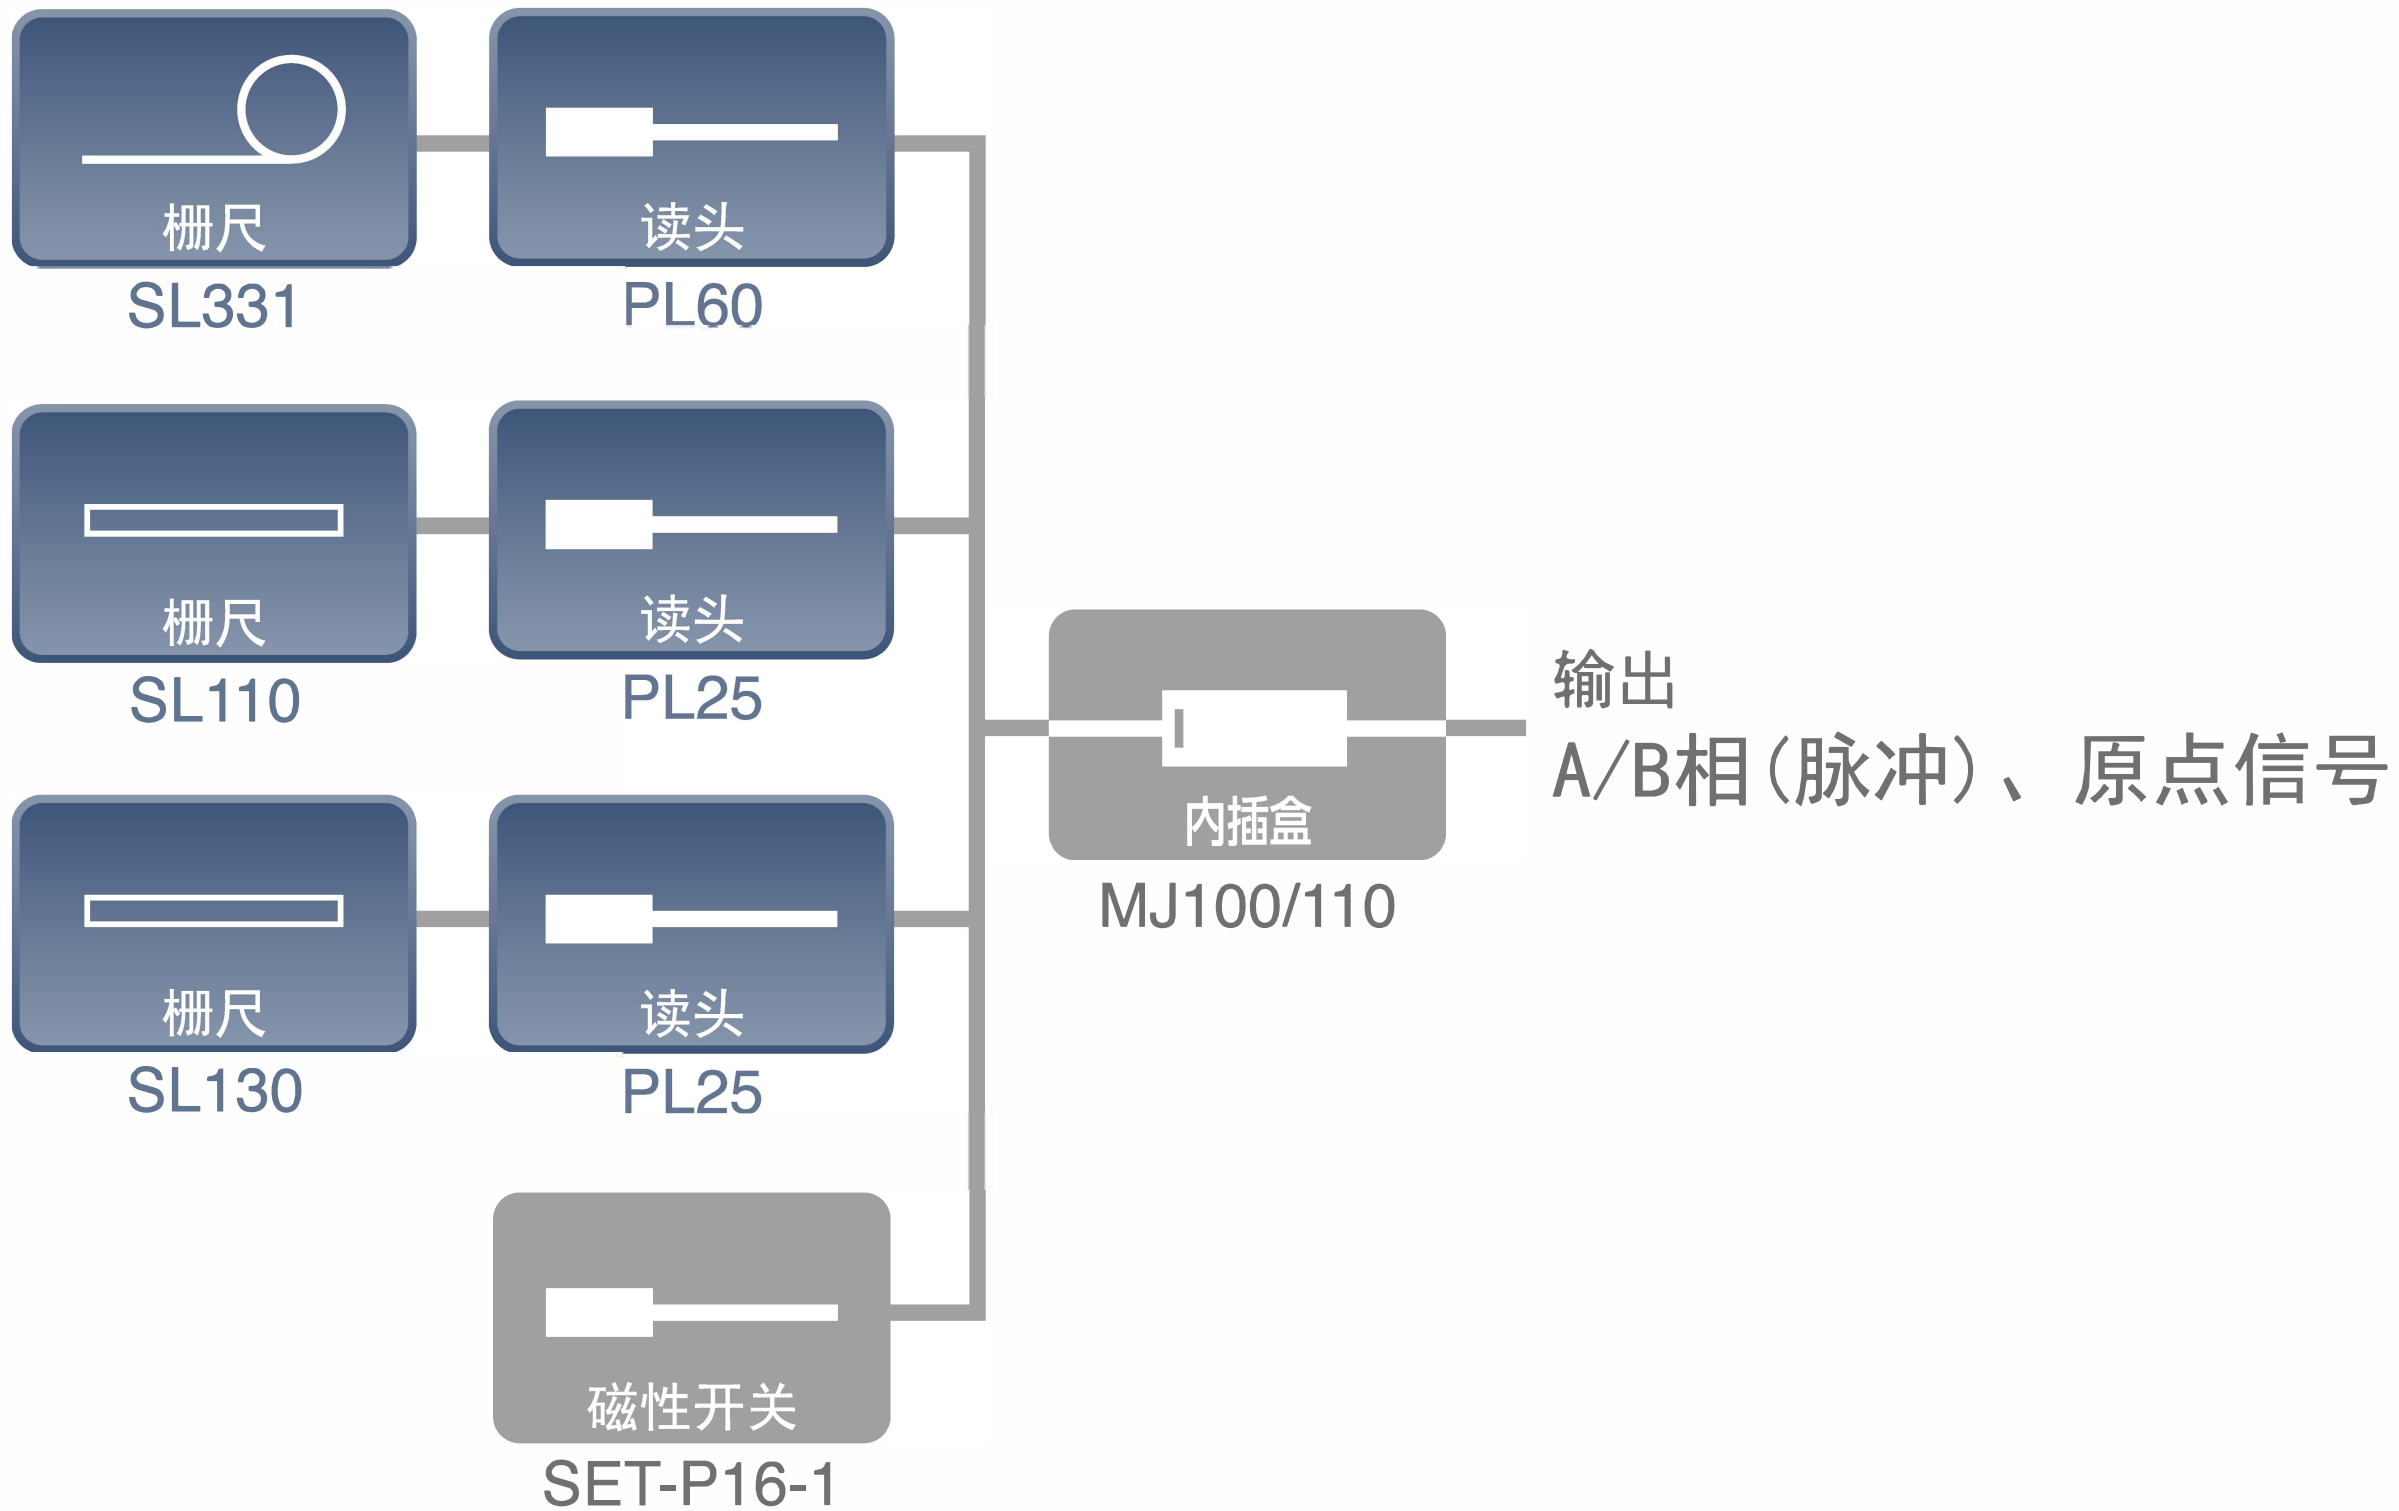 栅尺
SL331
读头
PL60
栅尺
SL110
读头
PL25
栅尺
SL130
读头
PL25
磁性开关
SET-P16-1
内插盒
MJ100/110
输出
A/B相(脉冲)、原点信号